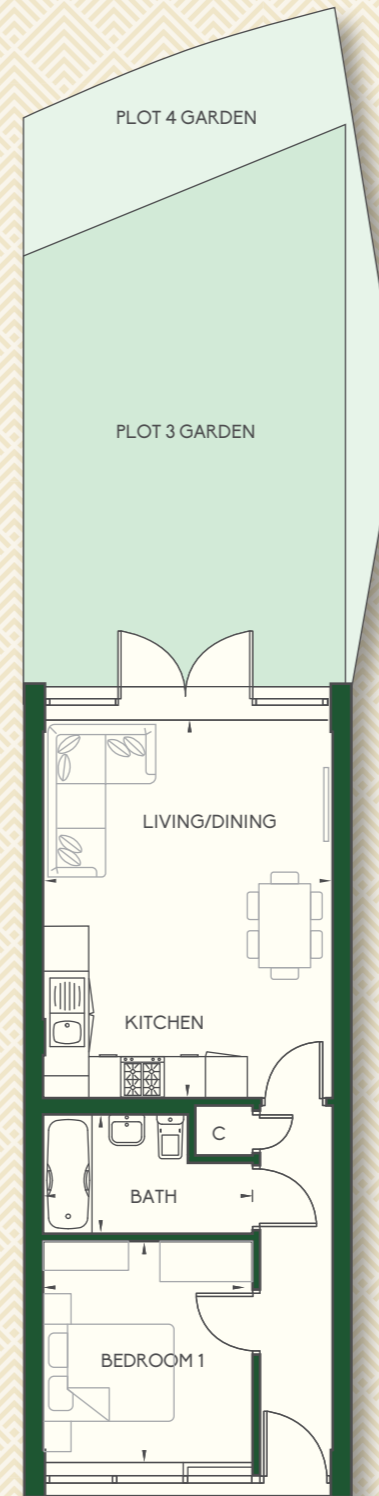 PLOT 4 GARDEN
PLOT 3 GARDEN
LIVING/DINING
KITCHEN
C
BATH
BEDROOM 1